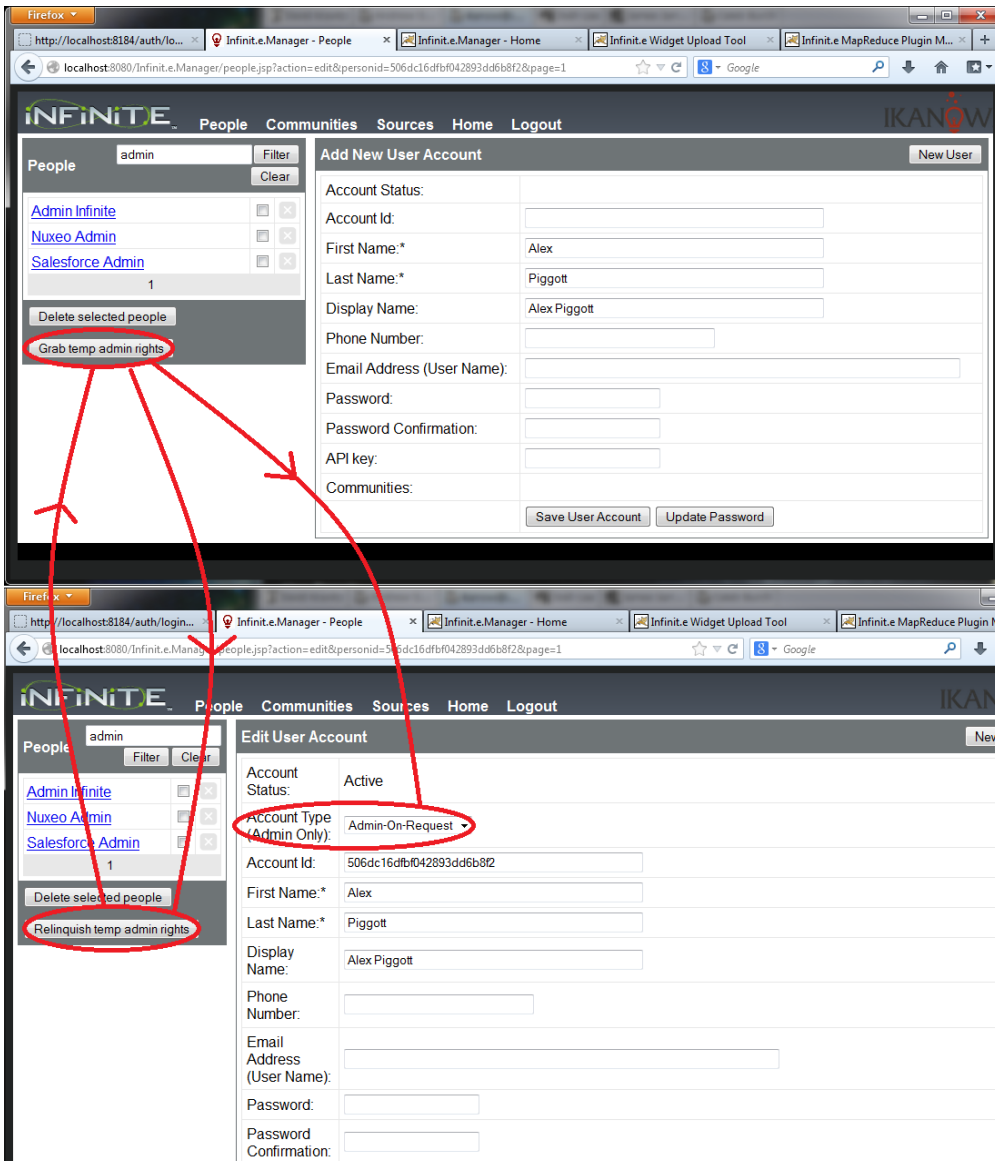 Firefox
http://localhost:8184/auth/lo... × Infinit.e.Manager - People × Infinit.e.Manager - Home × Infinit.e Widget Upload Tool × Infinit.e MapReduce Plugin M... × +
localhost:8080/Infinit.e.Manager/people.jsp?action=edit&personid=506dc16dfbf042893dd6b8f2&page=1 Google
iNFiNiT.E People Communities Sources Home Logout IKANOW
People admin Filter
Clear
Add New User Account New User
Admin Infinite
Nuxeo Admin
Salesforce Admin
1
Delete selected people
Grab temp admin rights
Account Status:
Account Id:
First Name:* Alex
Last Name:* Piggott
Display Name: Alex Piggott
Phone Number:
Email Address (User Name):
Password:
Password Confirmation:
API key:
Communities:
Save User Account Update Password
Firefox
http://localhost:8184/auth/login... × Infinit.e.Manager - People × Infinit.e.Manager - Home × Infinit.e Widget Upload Tool × Infinit.e MapReduce Plugin M
localhost:8080/Infinit.e.Manager/people.jsp?action=edit&personid=506dc16dfbf042893dd6b8f2&page=1 Google
iNFiNiT.E People Communities Sources Home Logout IKAN
People admin
Filter Clear
Edit User Account New
Admin Infinite
Nuxeo Admin
Salesforce Admin
1
Delete selected people
Relinquish temp admin rights
Account
Status: Active
Account Type
(Admin Only): Admin-On-Request
Account Id: 506dc16dfbf042893dd6b8f2
First Name:* Alex
Last Name:* Piggott
Display
Name: Alex Piggott
Phone
Number:
Email
Address
(User Name):
Password:
Password
Confirmation: